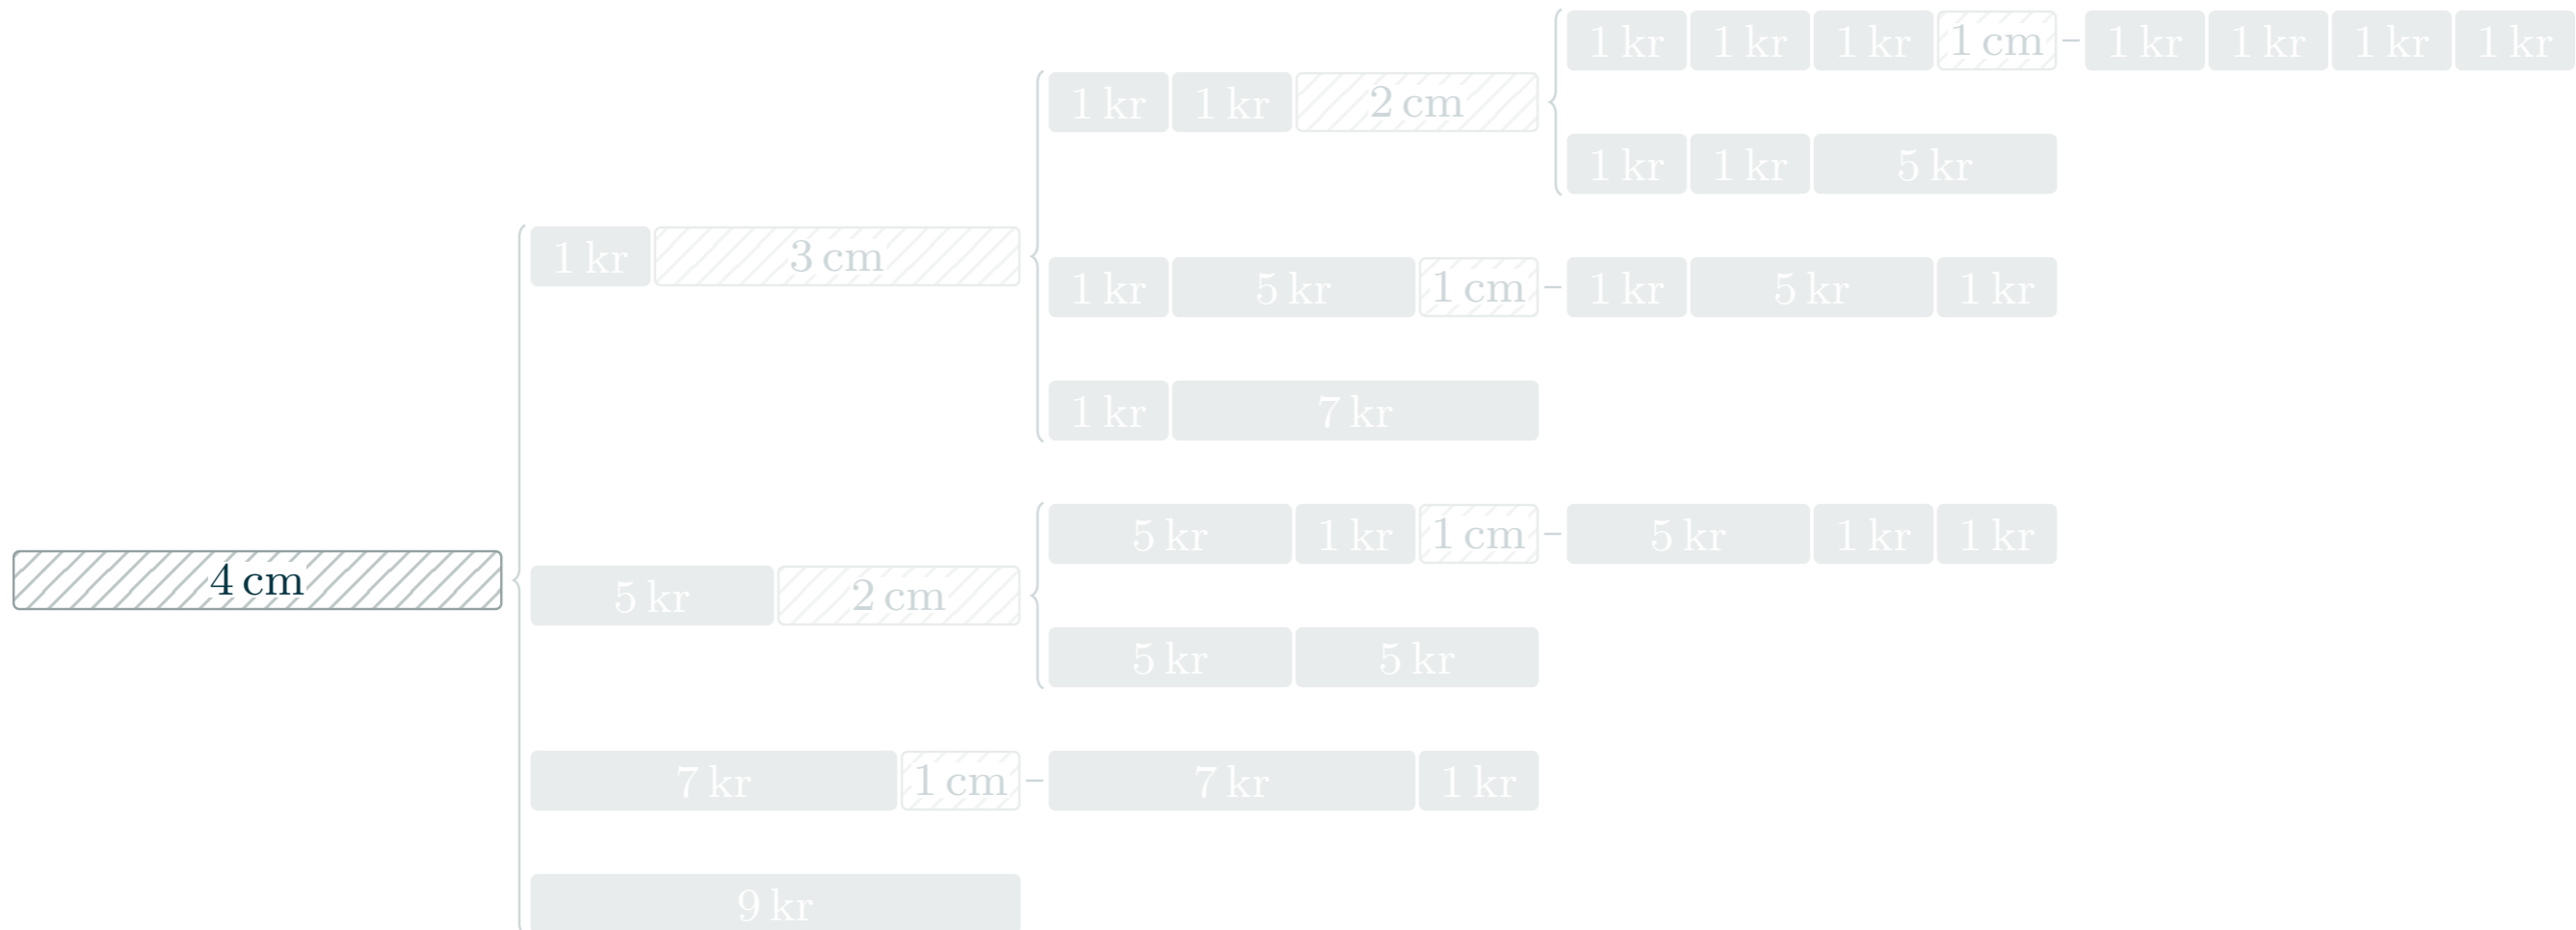 1 kr 1 kr 1 kr 1 cm 1 kr 1 kr 1 kr 1 kr
1 kr 1 kr 2 cm
1 kr 1 kr 5 kr
1 kr 3 cm
1 kr 5 kr 1 cm 1 kr 5 kr 1 kr
1 kr 7 kr
5 kr 1 kr 1 cm 5 kr 1 kr 1 kr
4 cm
5 kr 2 cm
5 kr 5 kr
7 kr 1 cm 7 kr 1 kr
9 kr